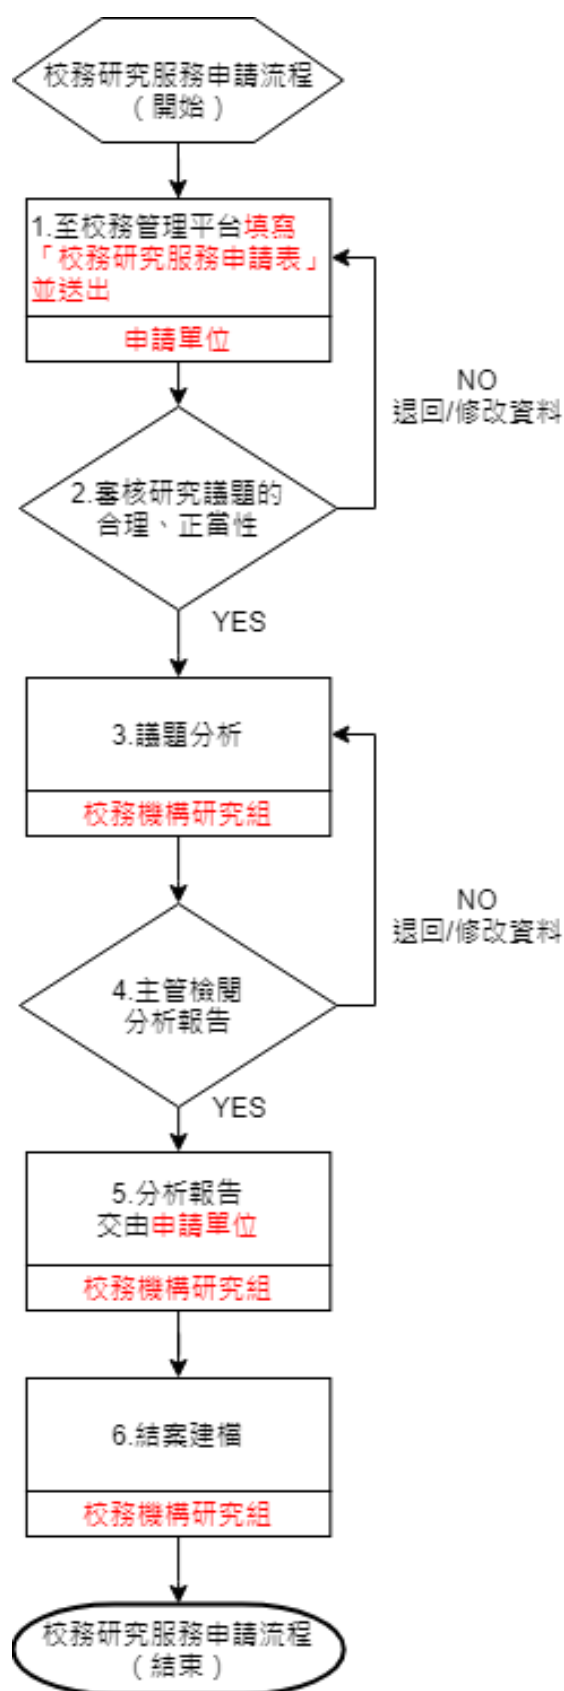 校務研究服務申請流程
（開始）
1.至校務管理平台填寫
「校務研究服務申請表」
並送出
申請單位
NO
退回/修改資料
2.審核研究議題的
合理、正當性
YES
3.議題分析
校務機構研究組
NO
退回/修改資料
4.主管檢閱
分析報告
YES
5.分析報告
交由申請單位
校務機構研究組
6.結案建檔
校務機構研究組
校務研究服務申請流程
（結束）